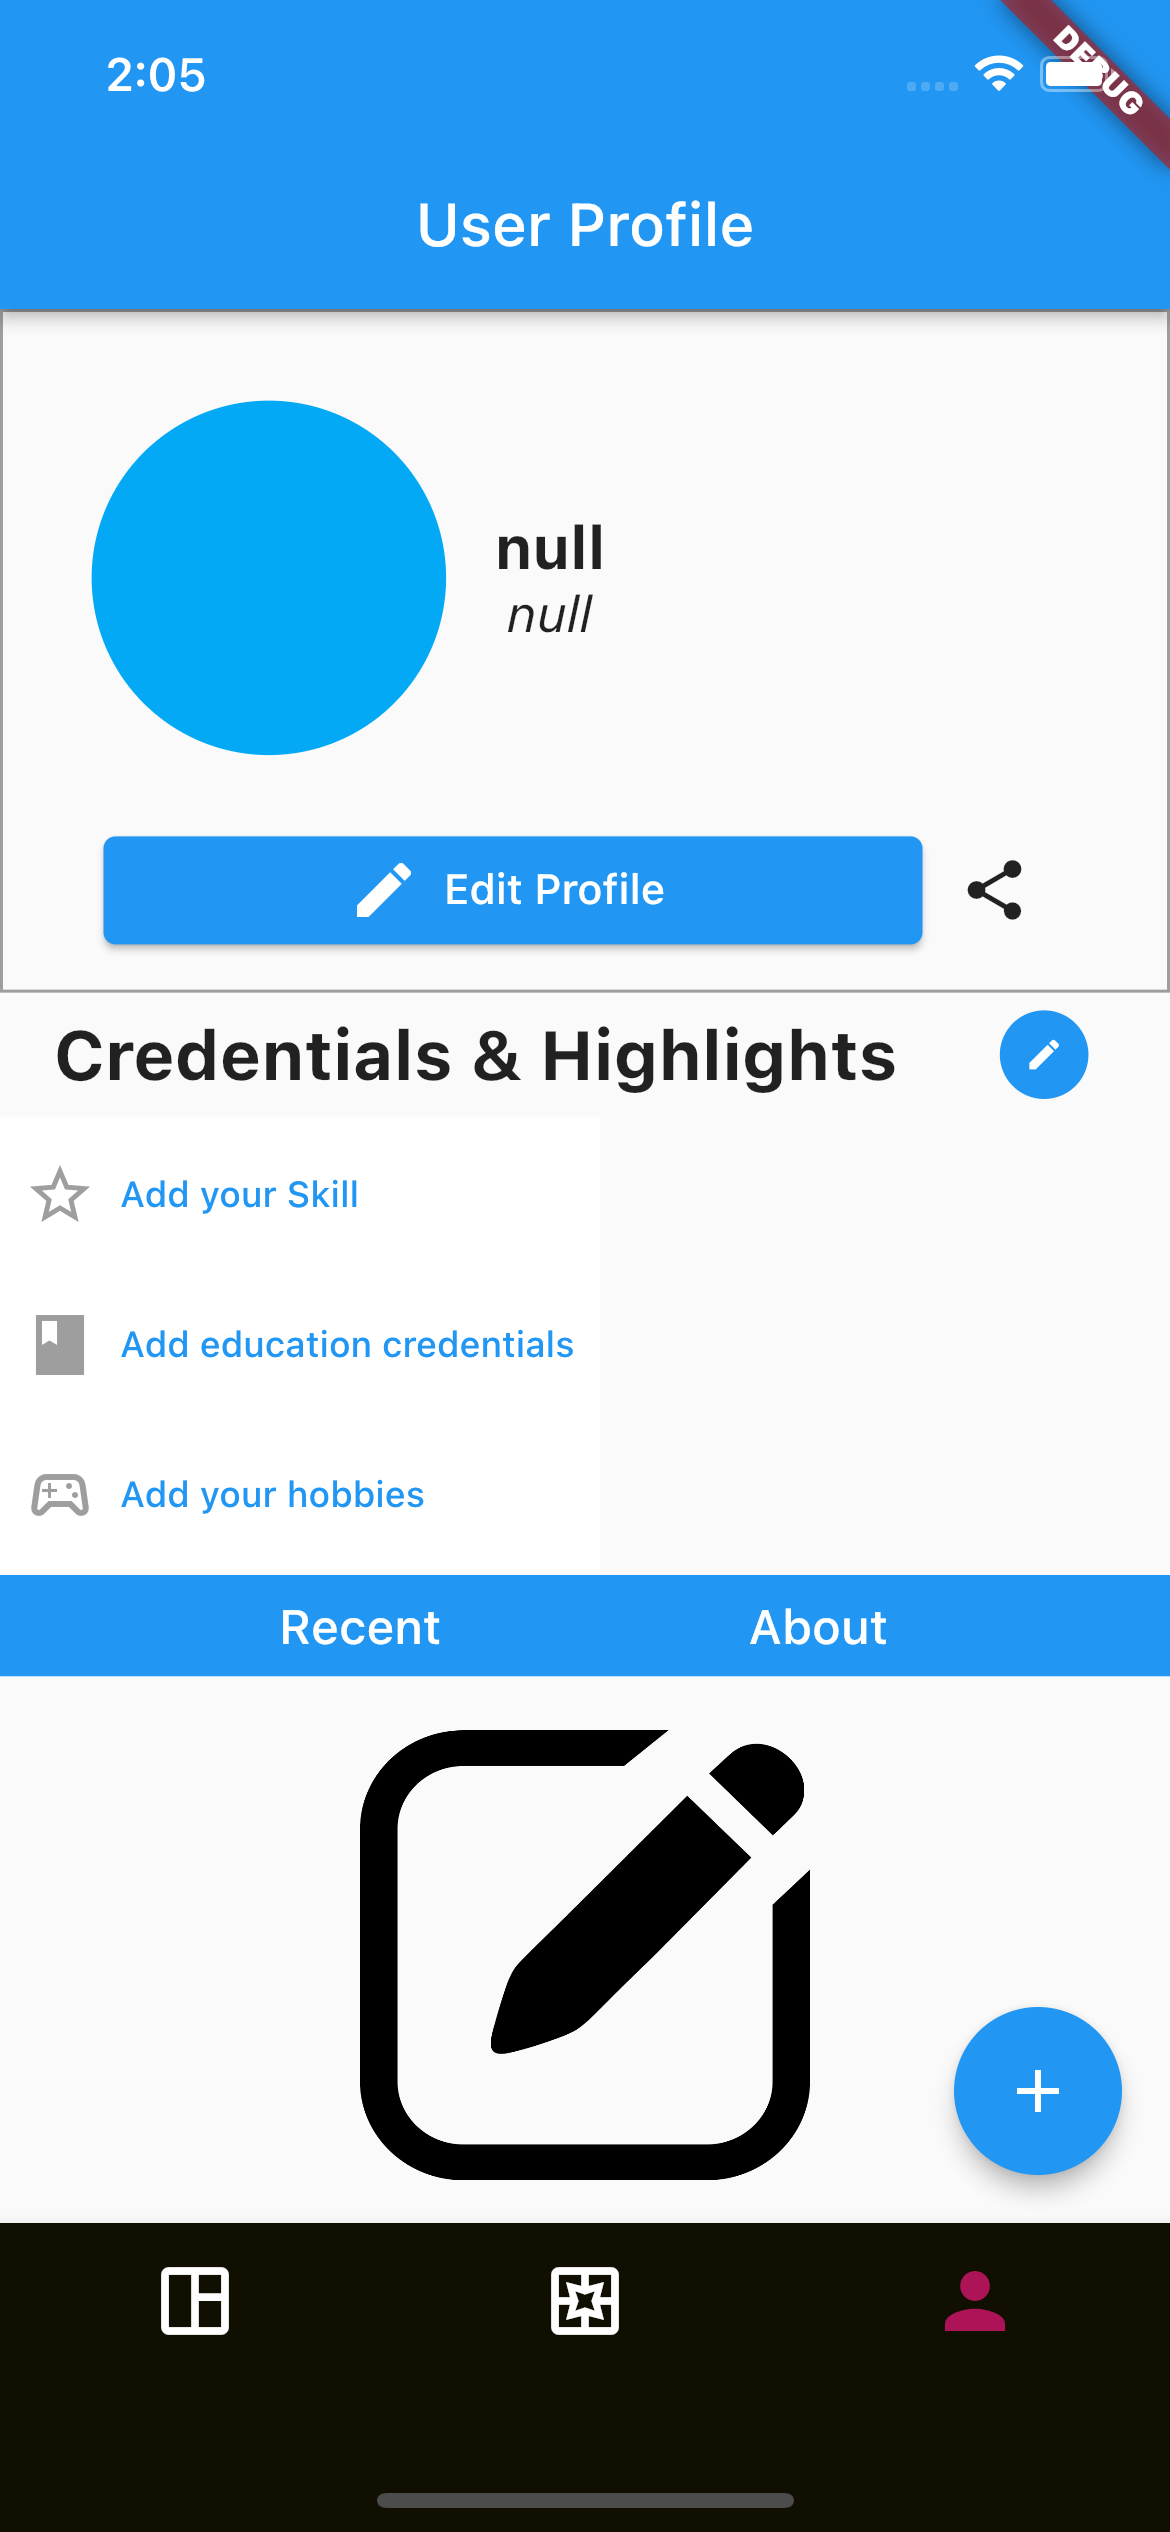 2:05
DEBUG
User Profile
null
null
Edit Profile
Credentials & Highlights
Add your Skill
Add education credentials
Add your hobbies
Recent About